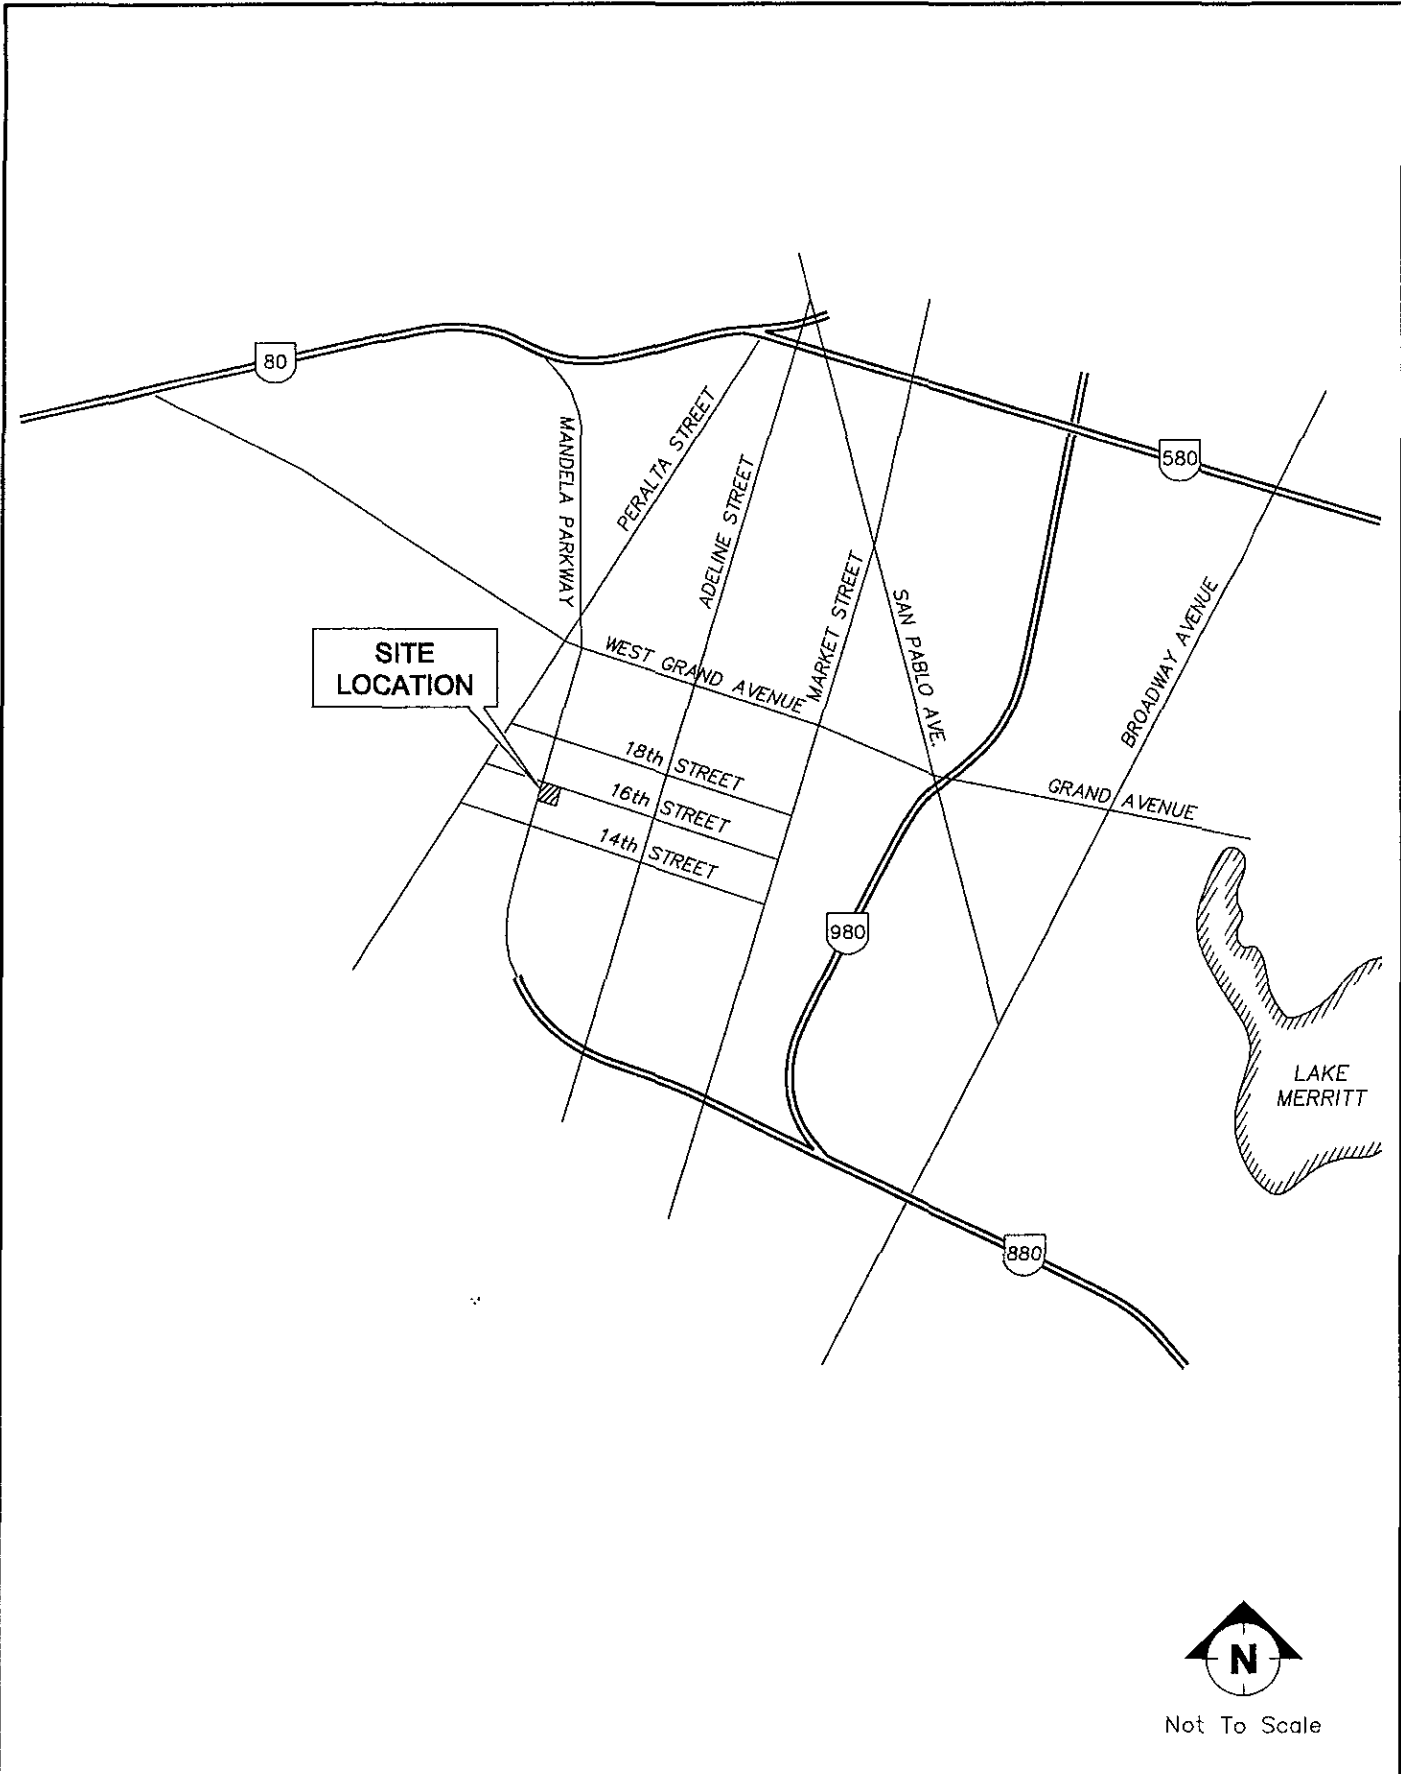 80
MANDELA PARKWAY
PERALTA STREET
ADELINE STREET
580
MARKET STREET
SAN PABLO AVE.
BROADWAY AVENUE
SITE
LOCATION
WEST GRAND AVENUE
18th STREET
16th STREET
14th STREET
GRAND AVENUE
980
LAKE
MERRITT
880
N
Not To Scale